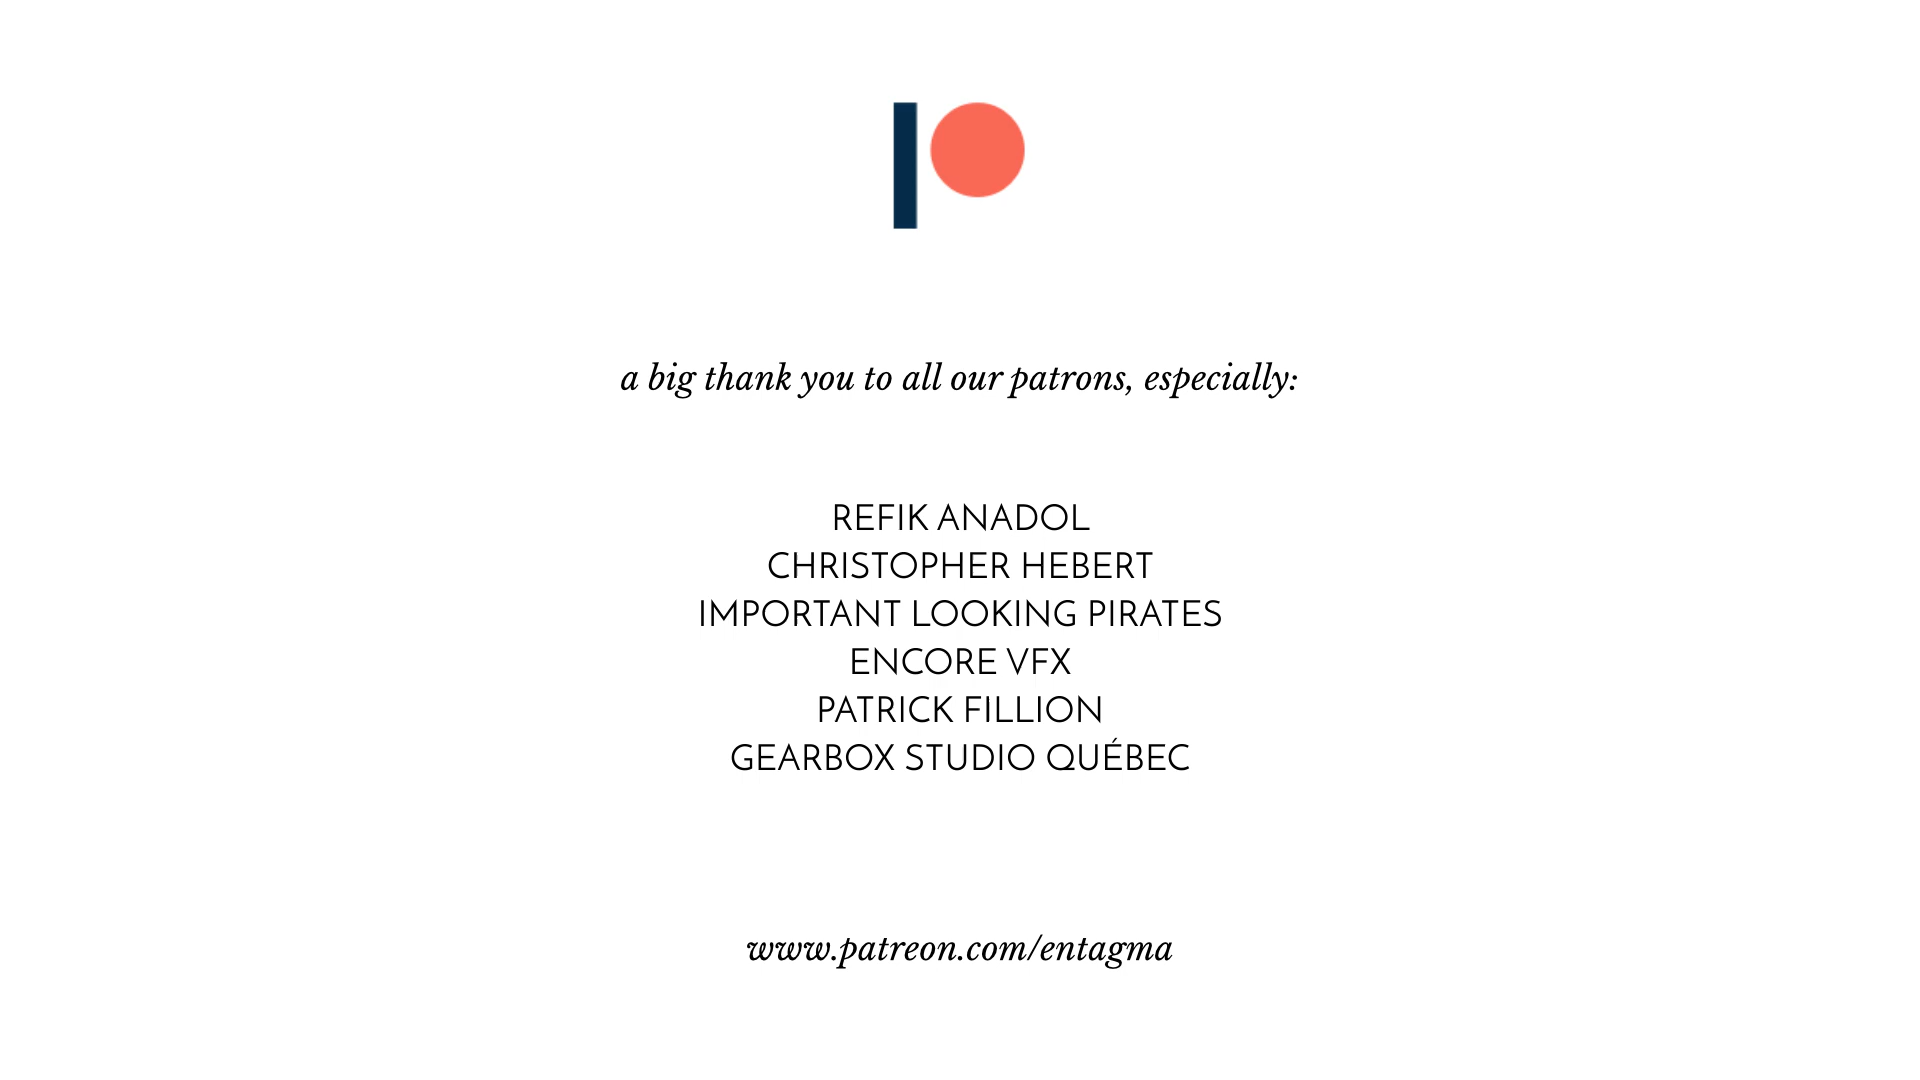 a big thank you to all our patrons, especially:
REFIK ANADOL
CHRISTOPHER HEBERT
IMPORTANT LOOKING PIRATES
ENCORE VFX
PATRICK FILLION
GEARBOX STUDIO QUÉBEC
www.patreon.com/entagma